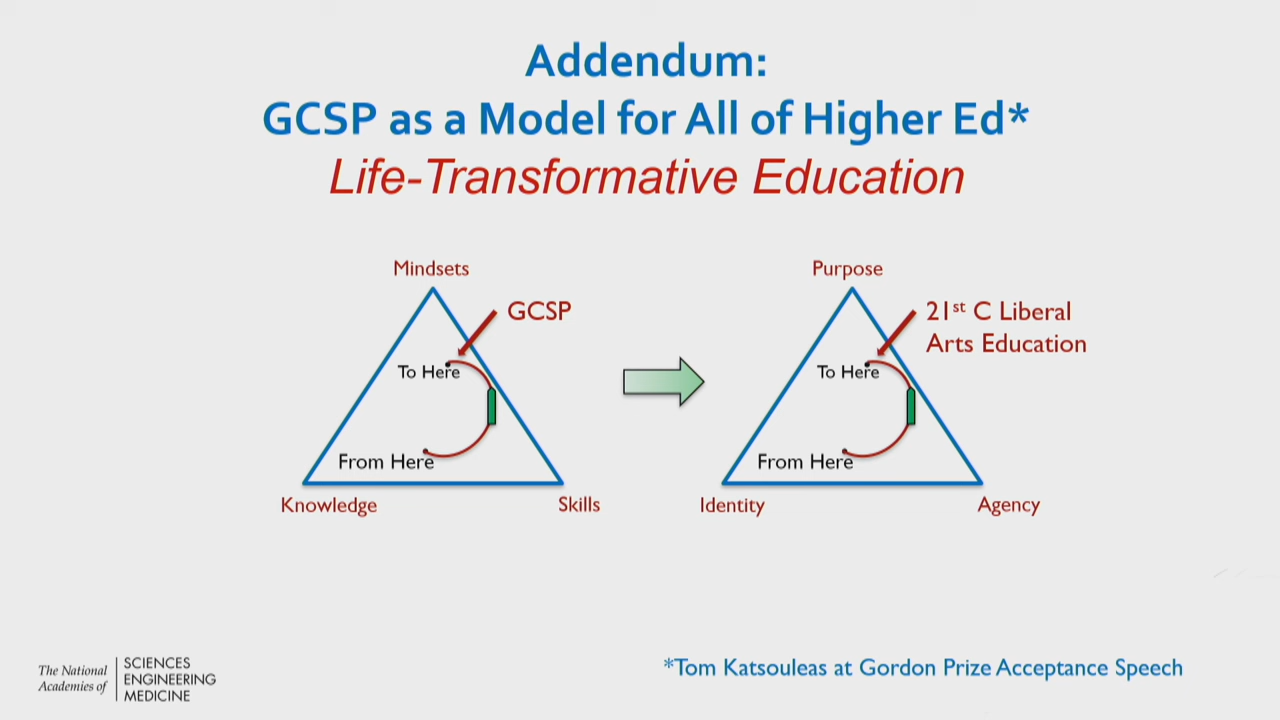 Addendum:
GCSP as a Model for All of Higher Ed*
Life-Transformative Education
Mindsets
GCSP
To Here
From Here
Knowledge
Skills
Purpose
21st C Liberal
Arts Education
To Here
From Here
Identity
Agency
The National
Academies of
SCIENCES
ENGINEERING
MEDICINE
*Tom Katsouleas at Gordon Prize Acceptance Speech